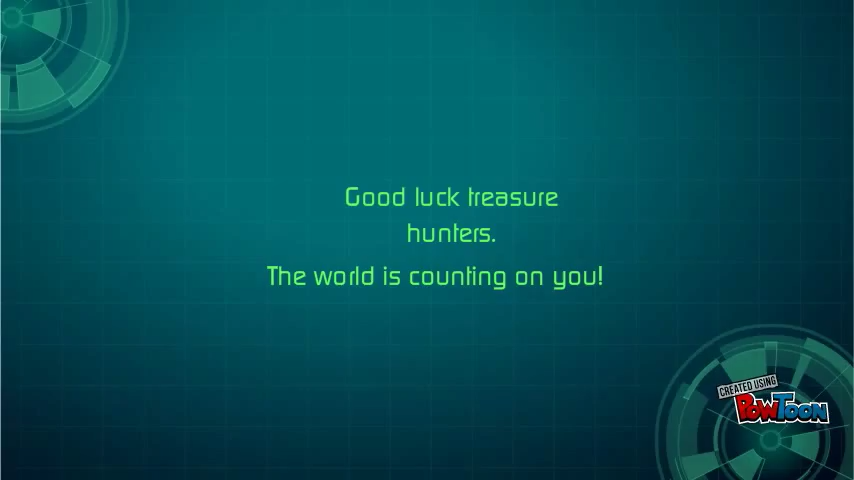 Good luck treasure
hunters.
The world is counting on you!
CREATED USING
POWTOON